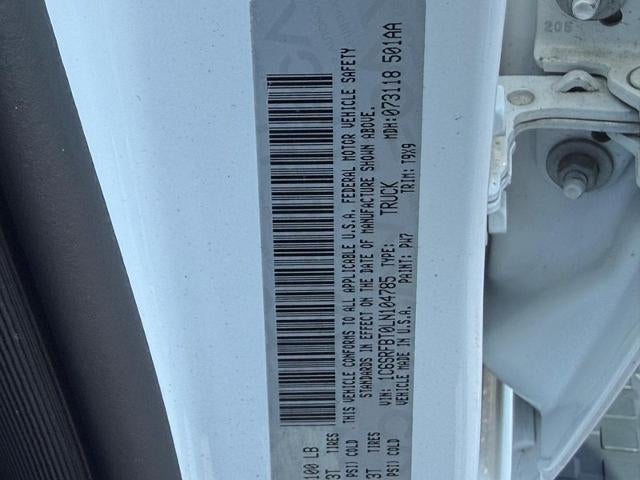 THIS VEHICLE CONFORMS TO ALL APPLICABLE U.S.A. FEDERAL MOTOR VEHICLE SAFETY
STANDARDS IN EFFECT ON THE DATE OF MANUFACTURE SHOWN ABOVE.
VIN: 1C6SRFBT0LN104785 TYPE: TRUCK MDH:073118 501AA
VEHICLE MADE IN U.S.A. PAINT: PW7 TRIM: T9X9
100 LB
3T TIRES
PSI) COLD
3T TIRES
PSI) COLD
205